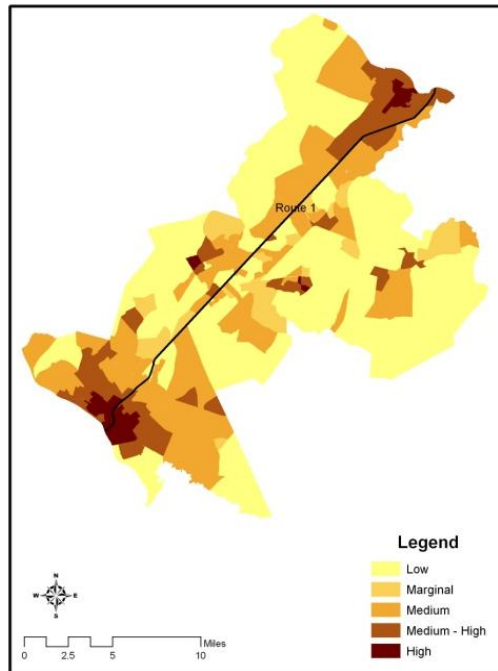 Route 1
Legend
Low
Marginal
Medium
Medium - High
High
N
W E
S
Miles
0 2.5 5 10